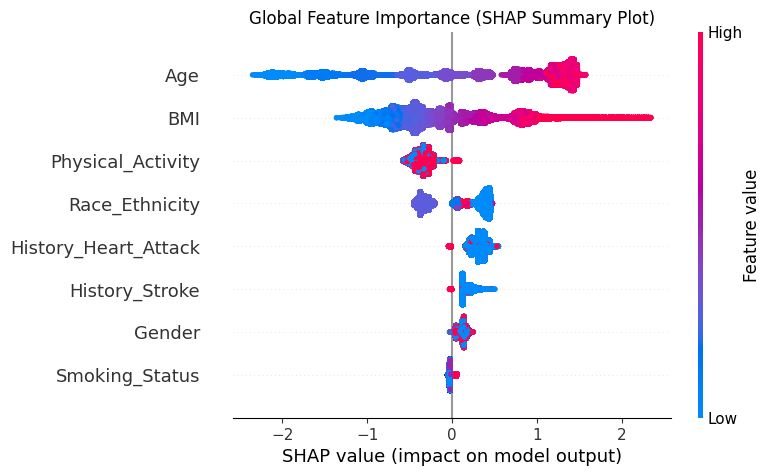 Global Feature Importance (SHAP Summary Plot)
High
Age
BMI
Physical_Activity
Race_Ethnicity
History_Heart_Attack
History_Stroke
Gender
Smoking_Status
Feature value
Low
−2 −1 0 1 2
SHAP value (impact on model output)